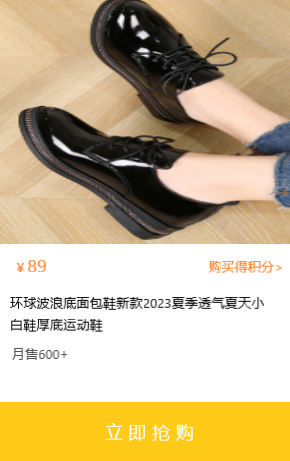 ¥89
购买得积分>
环球波浪底面包鞋新款2023夏季透气夏天小
白鞋厚底运动鞋
月售600+
立即抢购